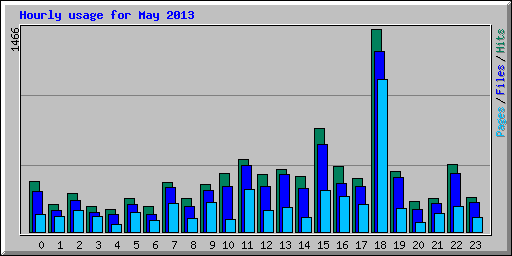 Hourly usage for May 2013
1466
Pages/Files/Hits
0 1 2 3 4 5 6 7 8 9 10 11 12 13 14 15 16 17 18 19 20 21 22 23